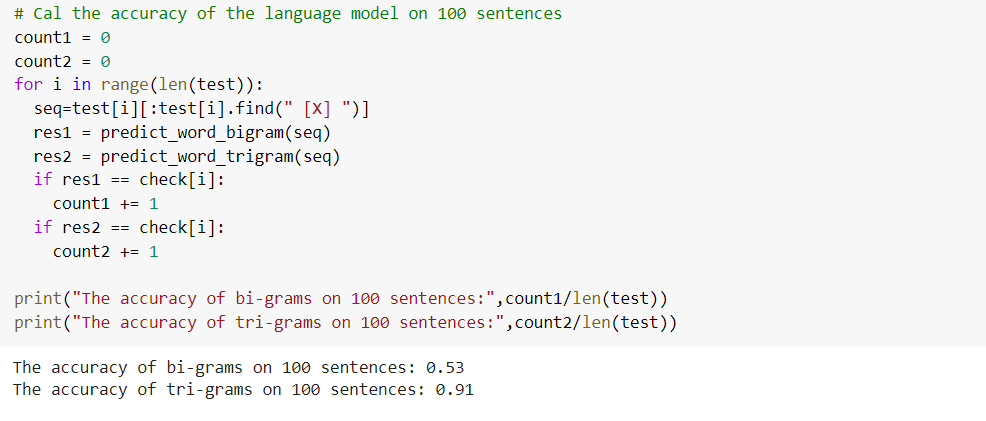 # Cal the accuracy of the language model on 100 sentences
count1 = 0
count2 = 0
for i in range(len(test)):
  seq=test[i][:test[i].find(" [X] ")]
  res1 = predict_word_bigram(seq)
  res2 = predict_word_trigram(seq)
  if res1 == check[i]:
    count1 += 1
  if res2 == check[i]:
    count2 += 1
print("The accuracy of bi-grams on 100 sentences:",count1/len(test))
print("The accuracy of tri-grams on 100 sentences:",count2/len(test))
The accuracy of bi-grams on 100 sentences: 0.53
The accuracy of tri-grams on 100 sentences: 0.91